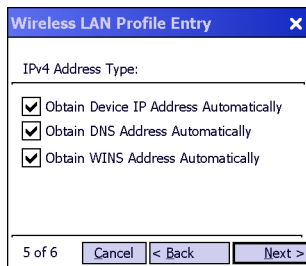 Wireless LAN Profile Entry
IPv4 Address Type:
Obtain Device IP Address Automatically
Obtain DNS Address Automatically
Obtain WINS Address Automatically
5 of 6 Cancel < Back Next >